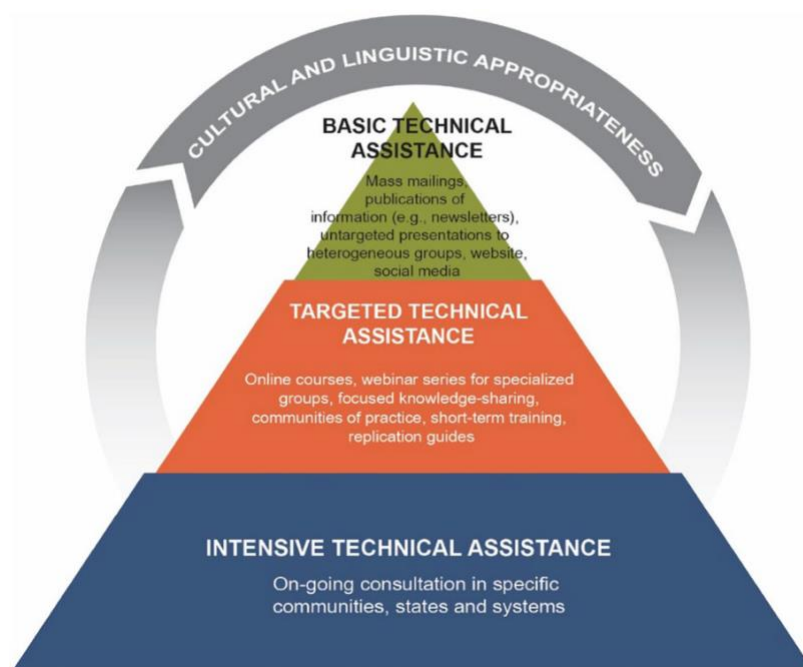 CULTURAL AND LINGUISTIC APPROPRIATENESS
BASIC TECHNICAL
ASSISTANCE
Mass mailings,
publications of
information (e.g., newsletters),
untargeted presentations to
heterogeneous groups, website,
social media
TARGETED TECHNICAL
ASSISTANCE
Online courses, webinar series for specialized
groups, focused knowledge-sharing,
communities of practice, short-term training,
replication guides
INTENSIVE TECHNICAL ASSISTANCE
On-going consultation in specific
communities, states and systems